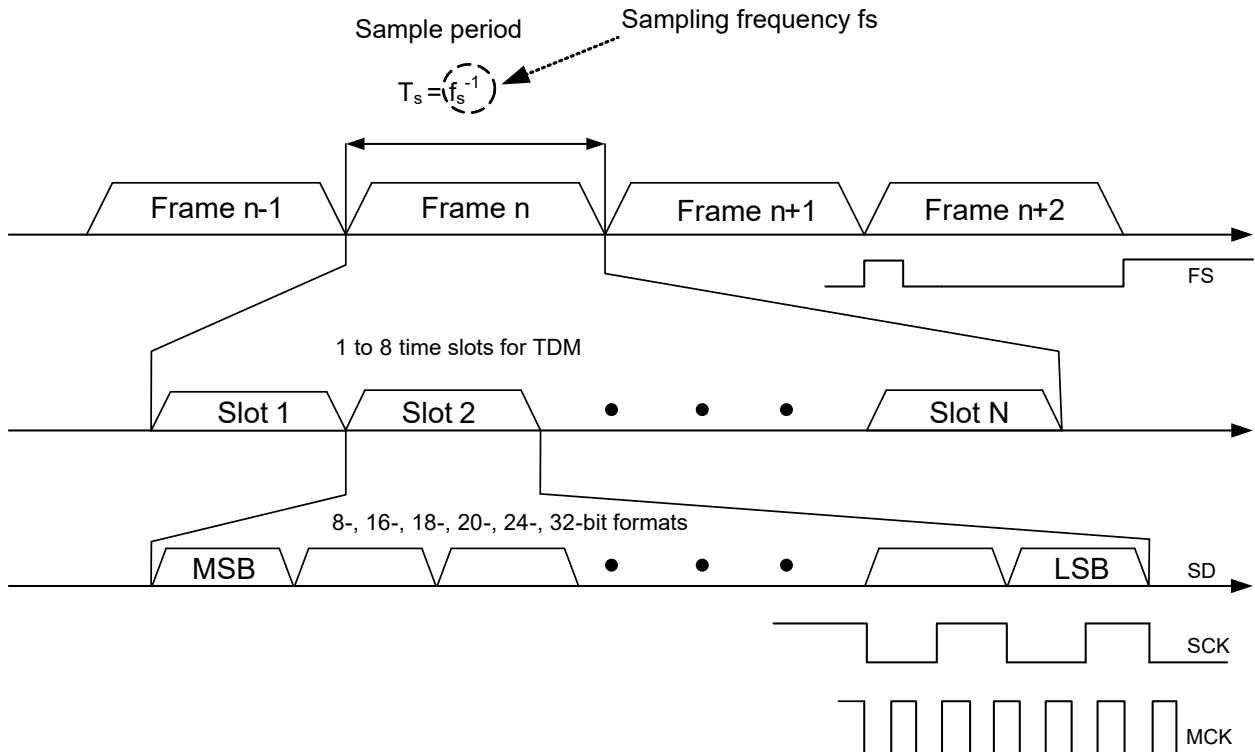 Sample period
Sampling frequency fs
Ts = fs-1
Frame n-1
Frame n
Frame n+1
Frame n+2
FS
1 to 8 time slots for TDM
Slot 1
Slot 2
Slot N
8-, 16-, 18-, 20-, 24-, 32-bit formats
MSB
LSB
SD
SCK
MCK